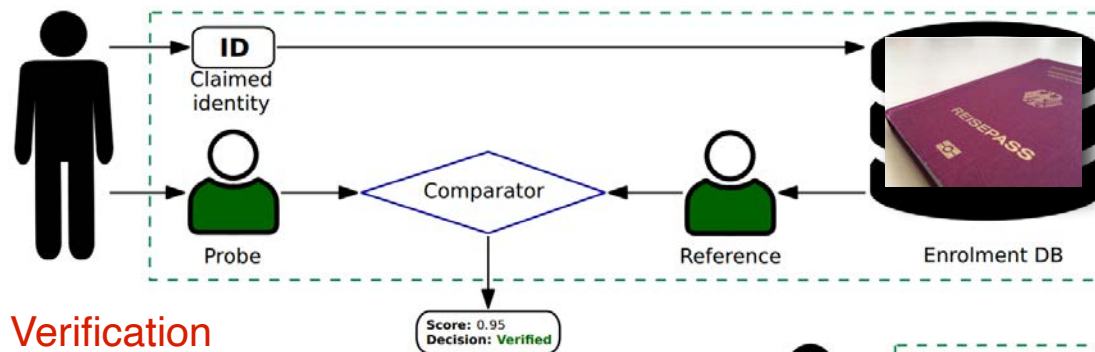 ID
Claimed
identity
REISEPASS
Comparator
Probe
Reference
Enrolment DB
Score: 0.95
Decision: Verified
Verification